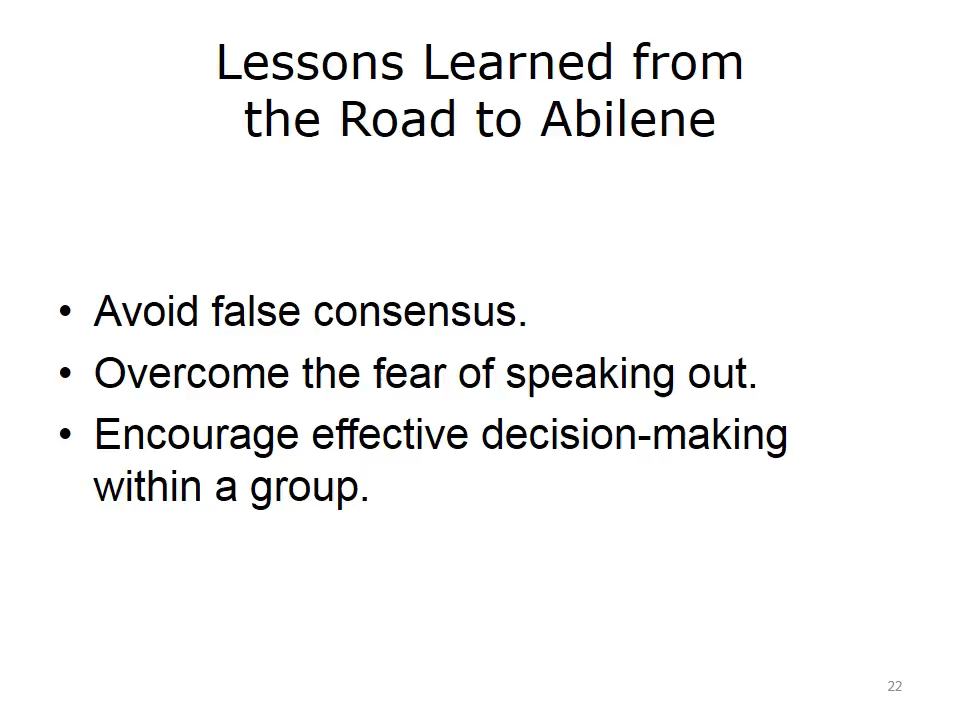 Lessons Learned from
the Road to Abilene
• Avoid false consensus.
• Overcome the fear of speaking out.
• Encourage effective decision-making
within a group.
22